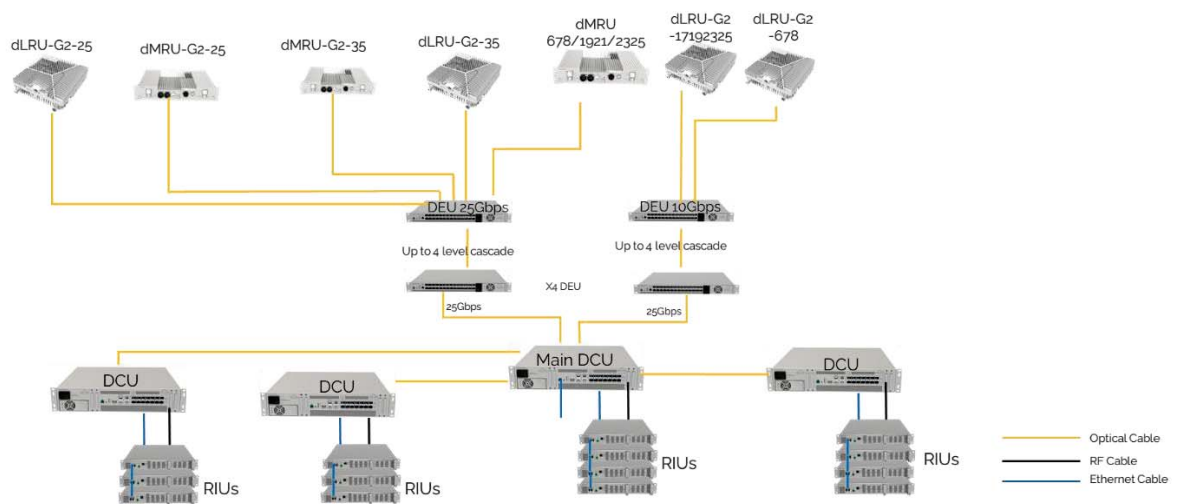 dLRU-G2-25
dMRU-G2-25
dMRU-G2-35
dLRU-G2-35
dMRU
678/1921/2325
dLRU-G2
-17192325
dLRU-G2
-678
DEU 25Gbps
DEU 10Gbps
Up to 4 level cascade
Up to 4 level cascade
X4 DEU
25Gbps
25Gbps
Main DCU
DCU
DCU
DCU
RIUs
RIUs
RIUs
RIUs
Optical Cable
RF Cable
Ethernet Cable